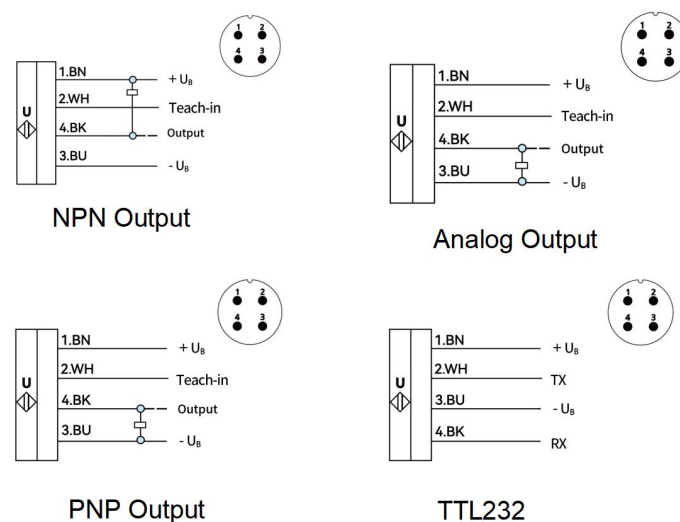 1 2
4 3
1.BN + UB
2.WH Teach-in
U
4.BK Output
3.BU - UB
NPN Output
1 2
4 3
1.BN + UB
2.WH Teach-in
U
4.BK Output
3.BU - UB
Analog Output
1 2
4 3
1.BN + UB
2.WH Teach-in
U
4.BK Output
3.BU - UB
PNP Output
1 2
4 3
1.BN + UB
2.WH TX
U
3.BU - UB
4.BK RX
TTL232